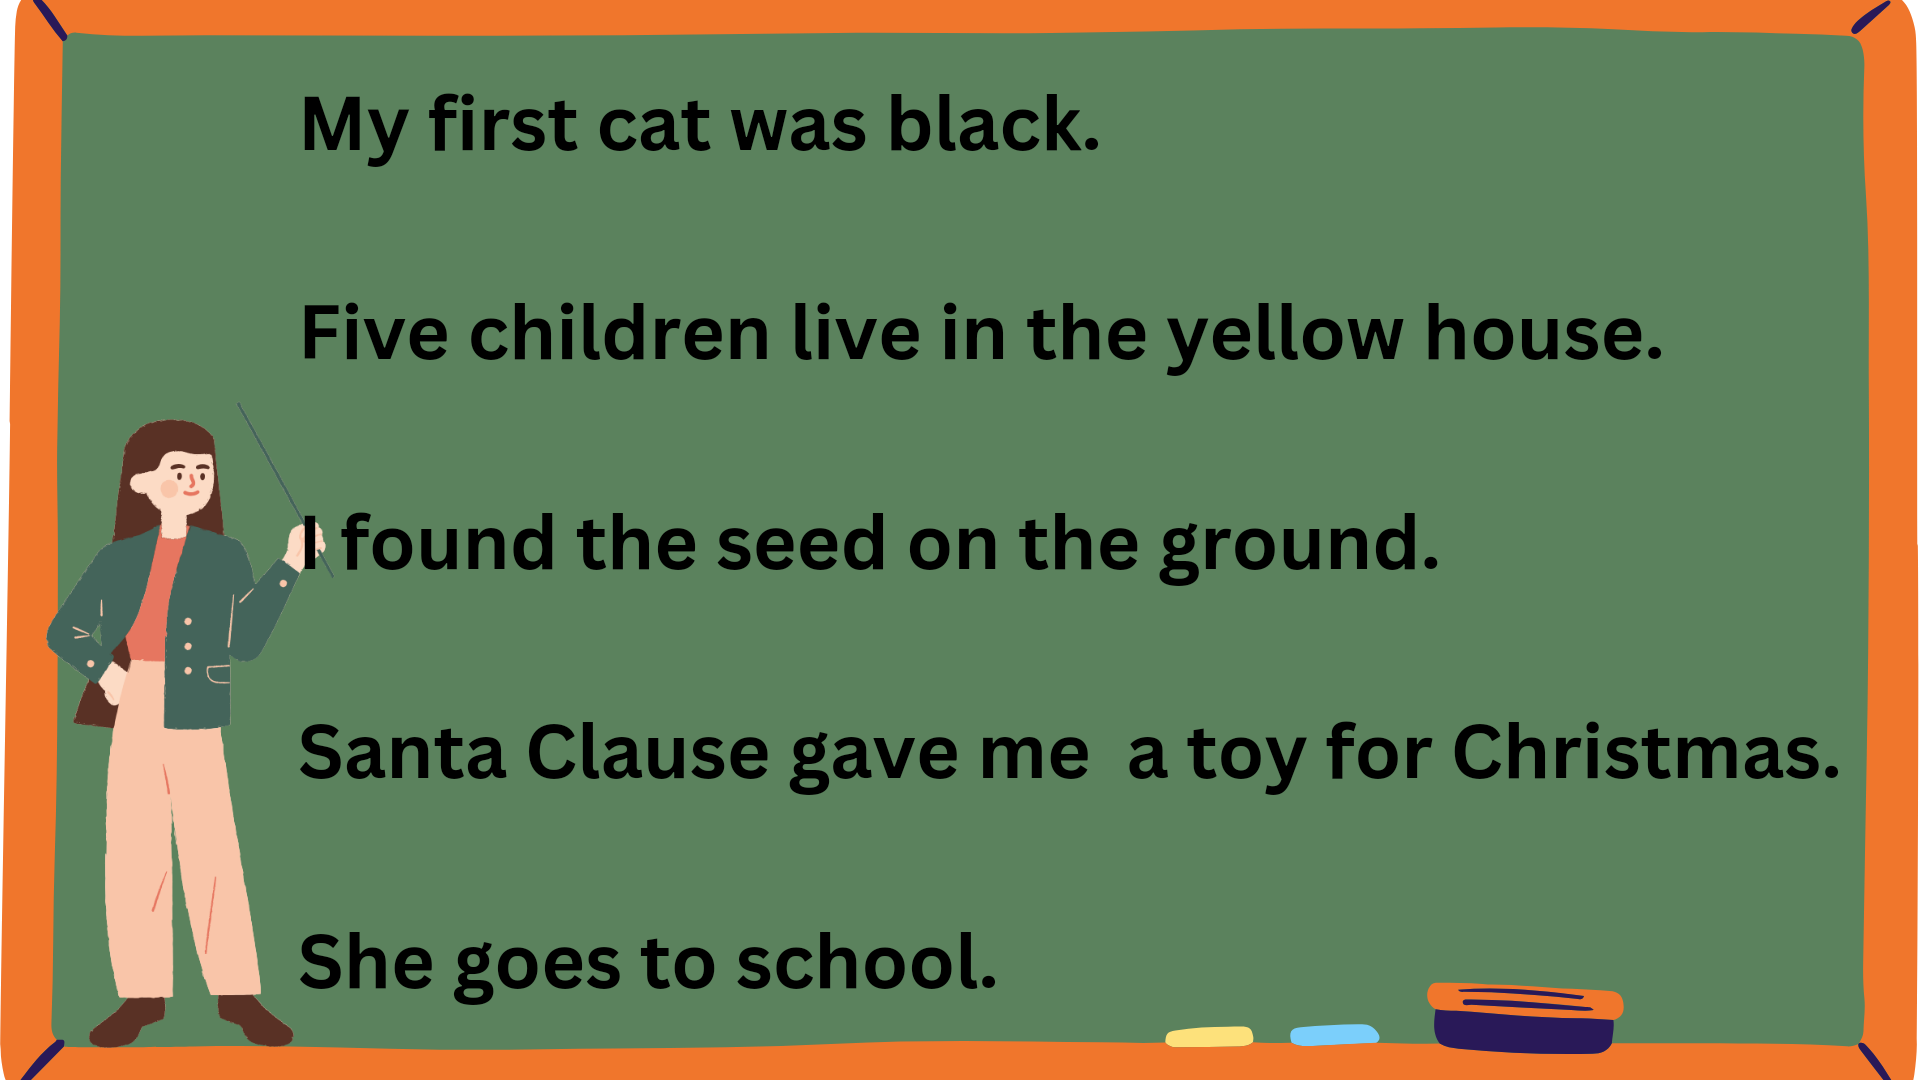 My first cat was black.
Five children live in the yellow house.
I found the seed on the ground.
Santa Clause gave me  a toy for Christmas.
She goes to school.